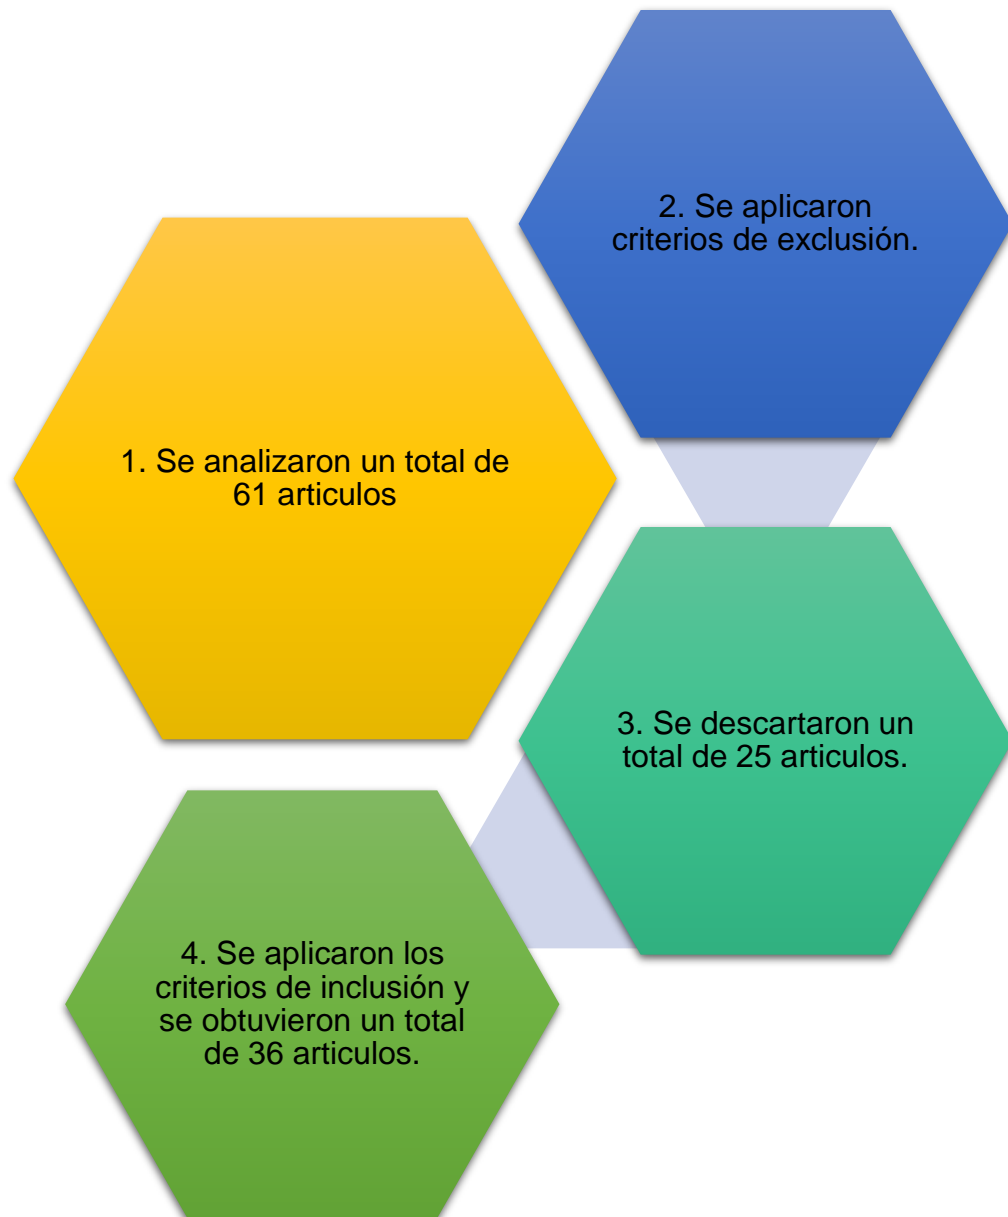 1. Se analizaron un total de
61 articulos
2. Se aplicaron
criterios de exclusión.
3. Se descartaron un
total de 25 articulos.
4. Se aplicaron los
criterios de inclusión y
se obtuvieron un total
de 36 articulos.